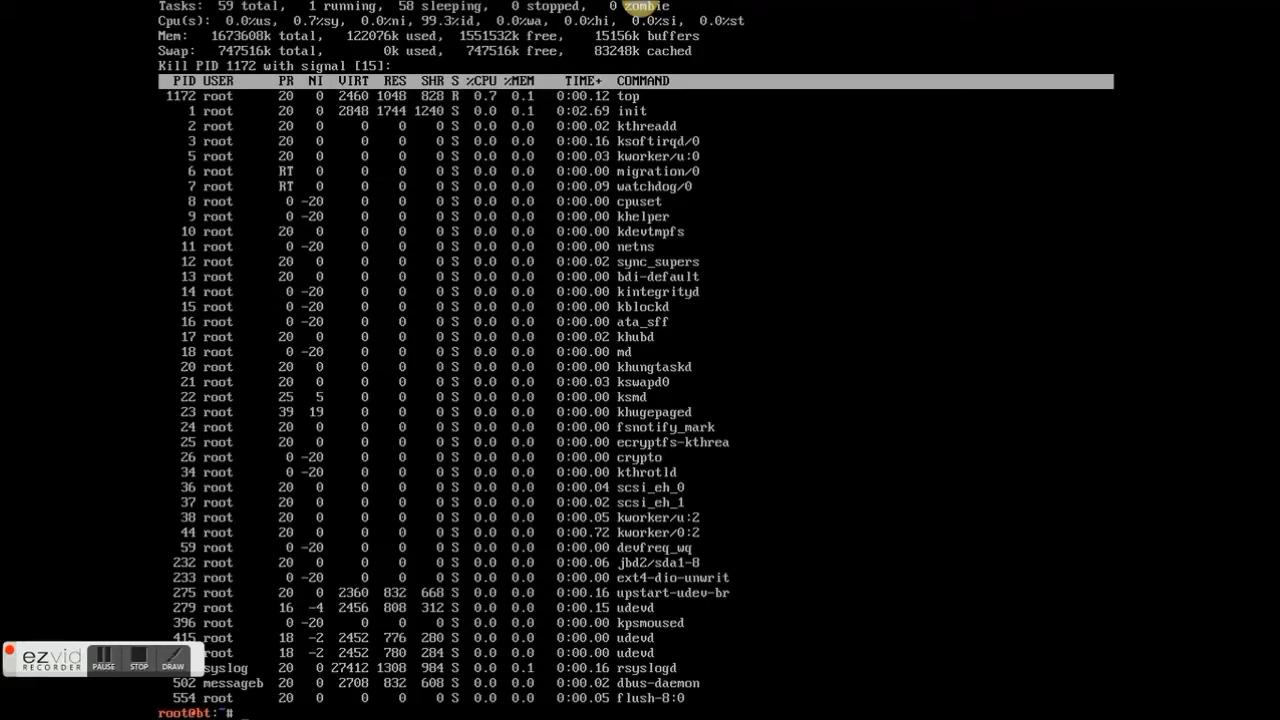 Tasks:  59 total,   1 running,  58 sleeping,   0 stopped,   0 zombie
Cpu(s):  0.0%us,  0.7%sy,  0.0%ni, 99.3%id,  0.0%wa,  0.0%hi,  0.0%si,  0.0%st
Mem:   1673608k total,   122076k used,  1551532k free,    15156k buffers
Swap:   747516k total,        0k used,   747516k free,    83248k cached
Kill PID 1172 with signal [15]:
PID USER PR NI VIRT RES SHR S %CPU %MEM TIME+ COMMAND
1172 root 20 0 2460 1048 828 R 0.7 0.1 0:00.12 top
1 root 20 0 2848 1744 1240 S 0.0 0.1 0:02.69 init
2 root 20 0 0 0 0 S 0.0 0.0 0:00.02 kthreadd
3 root 20 0 0 0 0 S 0.0 0.0 0:00.16 ksoftirqd/0
5 root 20 0 0 0 0 S 0.0 0.0 0:00.03 kworker/u:0
6 root RT 0 0 0 0 S 0.0 0.0 0:00.00 migration/0
7 root RT 0 0 0 0 S 0.0 0.0 0:00.09 watchdog/0
8 root 0 -20 0 0 0 S 0.0 0.0 0:00.00 cpuset
9 root 0 -20 0 0 0 S 0.0 0.0 0:00.00 khelper
10 root 20 0 0 0 0 S 0.0 0.0 0:00.00 kdevtmpfs
11 root 0 -20 0 0 0 S 0.0 0.0 0:00.00 netns
12 root 20 0 0 0 0 S 0.0 0.0 0:00.02 sync_supers
13 root 20 0 0 0 0 S 0.0 0.0 0:00.00 bdi-default
14 root 0 -20 0 0 0 S 0.0 0.0 0:00.00 kintegrityd
15 root 0 -20 0 0 0 S 0.0 0.0 0:00.00 kblockd
16 root 0 -20 0 0 0 S 0.0 0.0 0:00.00 ata_sff
17 root 20 0 0 0 0 S 0.0 0.0 0:00.02 khubd
18 root 0 -20 0 0 0 S 0.0 0.0 0:00.00 md
20 root 20 0 0 0 0 S 0.0 0.0 0:00.00 khungtaskd
21 root 20 0 0 0 0 S 0.0 0.0 0:00.03 kswapd0
22 root 25 5 0 0 0 S 0.0 0.0 0:00.00 ksmd
23 root 39 19 0 0 0 S 0.0 0.0 0:00.00 khugepaged
24 root 20 0 0 0 0 S 0.0 0.0 0:00.00 fsnotify_mark
25 root 20 0 0 0 0 S 0.0 0.0 0:00.00 ecryptfs-kthrea
26 root 0 -20 0 0 0 S 0.0 0.0 0:00.00 crypto
34 root 0 -20 0 0 0 S 0.0 0.0 0:00.00 kthrotld
36 root 20 0 0 0 0 S 0.0 0.0 0:00.04 scsi_eh_0
37 root 20 0 0 0 0 S 0.0 0.0 0:00.02 scsi_eh_1
38 root 20 0 0 0 0 S 0.0 0.0 0:00.05 kworker/u:2
44 root 20 0 0 0 0 S 0.0 0.0 0:00.72 kworker/0:2
59 root 0 -20 0 0 0 S 0.0 0.0 0:00.00 devfreq_wq
232 root 20 0 0 0 0 S 0.0 0.0 0:00.06 jbd2/sda1-8
233 root 0 -20 0 0 0 S 0.0 0.0 0:00.00 ext4-dio-unwrit
275 root 20 0 2360 832 668 S 0.0 0.0 0:00.16 upstart-udev-br
279 root 16 -4 2456 808 312 S 0.0 0.0 0:00.15 udevd
396 root 0 -20 0 0 0 S 0.0 0.0 0:00.00 kpsmoused
415 root 18 -2 2452 776 280 S 0.0 0.0 0:00.00 udevd
root 18 -2 2452 780 284 S 0.0 0.0 0:00.00 udevd
syslog 20 0 27412 1308 984 S 0.0 0.1 0:00.16 rsyslogd
502 messageb 20 0 2708 832 608 S 0.0 0.0 0:00.02 dbus-daemon
554 root 20 0 0 0 0 S 0.0 0.0 0:00.05 flush-8:0
root@bt:~#
ezvid
RECORDER
PAUSE STOP DRAW